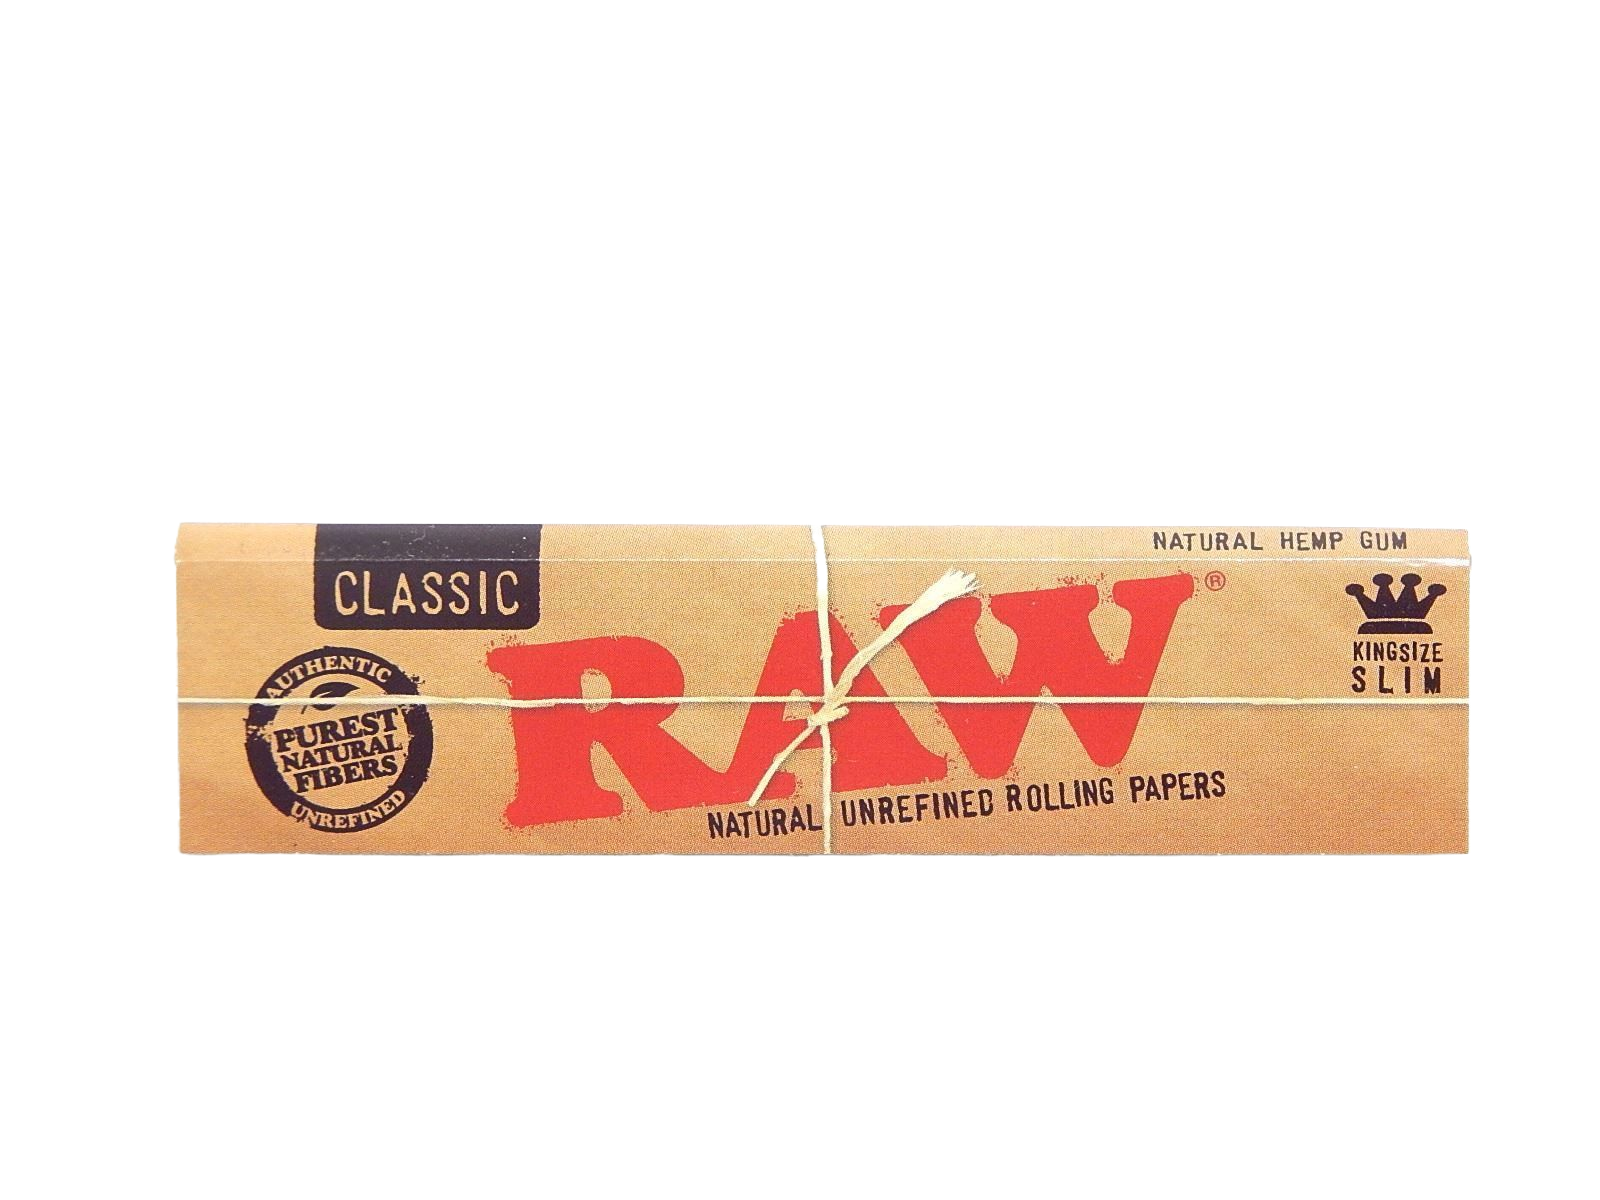 NATURAL HEMP GUM
CLASSIC
RAW®
KINGSIZE
SLIM
AUTHENTIC
PUREST
NATURAL
FIBERS
UNREFINED
NATURAL UNREFINED ROLLING PAPERS